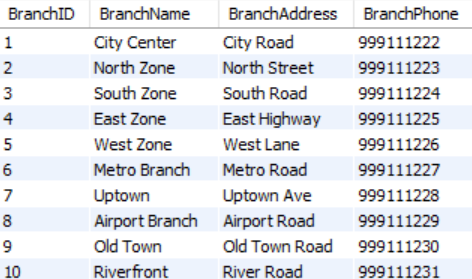 BranchID BranchName BranchAddress BranchPhone
1 City Center City Road 999111222
2 North Zone North Street 999111223
3 South Zone South Road 999111224
4 East Zone East Highway 999111225
5 West Zone West Lane 999111226
6 Metro Branch Metro Road 999111227
7 Uptown Uptown Ave 999111228
8 Airport Branch Airport Road 999111229
9 Old Town Old Town Road 999111230
10 Riverfront River Road 999111231